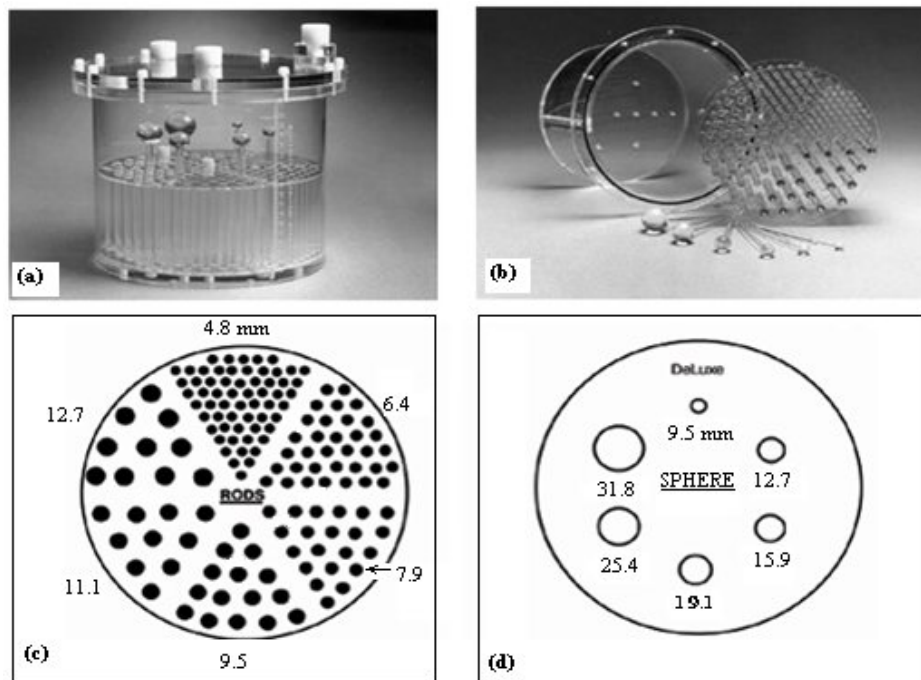 (a)
(b)
4.8 mm
12.7
6.4
RODS
11.1
7.9
9.5
(c)
DeLuxe
9.5 mm
31.8
SPHERE
12.7
25.4
15.9
19.1
(d)